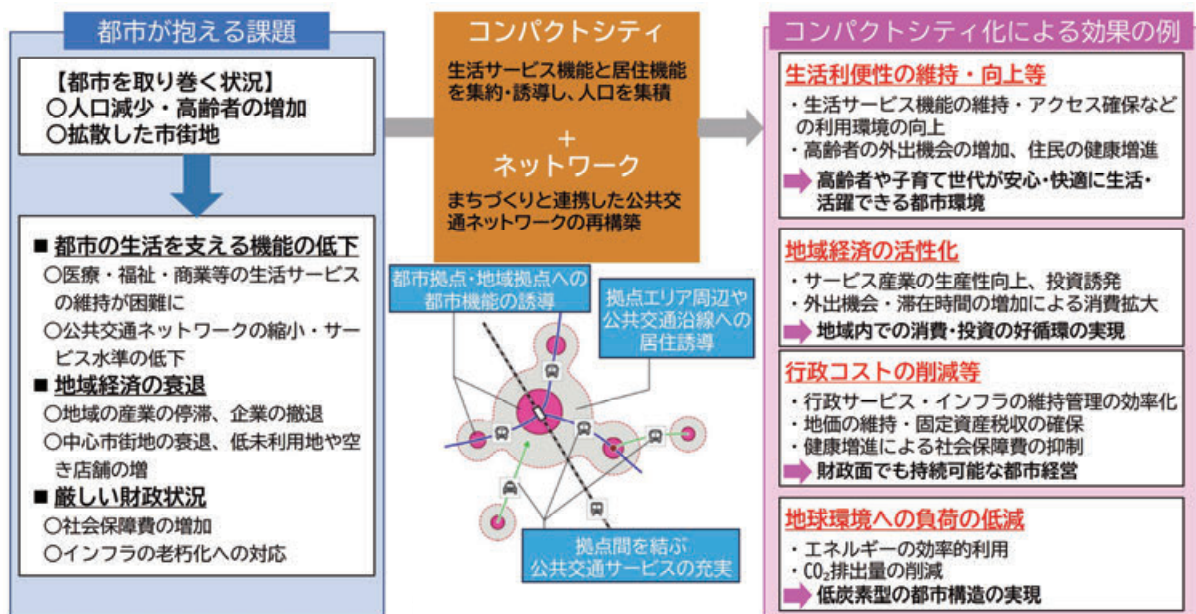 都市が抱える課題
【都市を取り巻く状況】
○人口減少・高齢者の増加
○拡散した市街地
■ 都市の生活を支える機能の低下
○医療・福祉・商業等の生活サービス
の維持が困難に
○公共交通ネットワークの縮小・サー
ビス水準の低下
■ 地域経済の衰退
○地域の産業の停滞、企業の撤退
○中心市街地の衰退、低未利用地や空
き店舗の増
■ 厳しい財政状況
○社会保障費の増加
○インフラの老朽化への対応
コンパクトシティ
生活サービス機能と居住機能
を集約・誘導し、人口を集積
+
ネットワーク
まちづくりと連携した公共交
通ネットワークの再構築
都市拠点・地域拠点への
都市機能の誘導
拠点エリア周辺や
公共交通沿線への
居住誘導
拠点間を結ぶ
公共交通サービスの充実
コンパクトシティ化による効果の例
生活利便性の維持・向上等
・生活サービス機能の維持・アクセス確保など
の利用環境の向上
・高齢者の外出機会の増加、住民の健康増進
高齢者や子育て世代が安心・快適に生活・
活躍できる都市環境
地域経済の活性化
・サービス産業の生産性向上、投資誘発
・外出機会・滞在時間の増加による消費拡大
地域内での消費・投資の好循環の実現
行政コストの削減等
・行政サービス・インフラの維持管理の効率化
・地価の維持・固定資産税収の確保
・健康増進による社会保障費の抑制
財政面でも持続可能な都市経営
地球環境への負荷の低減
・エネルギーの効率的利用
・CO₂排出量の削減
低炭素型の都市構造の実現